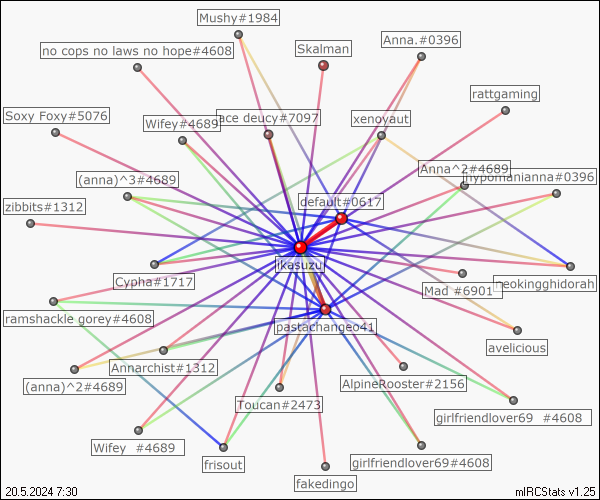 Mushy#1984
no cops no laws no hope#4608
Skalman
Anna.#0396
rattgaming
Soxy Foxy#5076
Wifey#4689
ace deucy#7097
xenoyaut
Anna^2#4689
hypomanianna#0396
(anna)^3#4689
default#0617
zibbits#1312
ikasuzu
Cypha#1717
Mad #6901
neokingghidorah
ramshackle gorey#4608
pastachangeo41
avelicious
Annarchist#1312
(anna)^2#4689
AlpineRooster#2156
Toucan#2473
girlfriendlover69 #4608
Wifey #4689
frisout
girlfriendlover69#4608
fakedingo
20.5.2024 7:30
mIRCStats v1.25